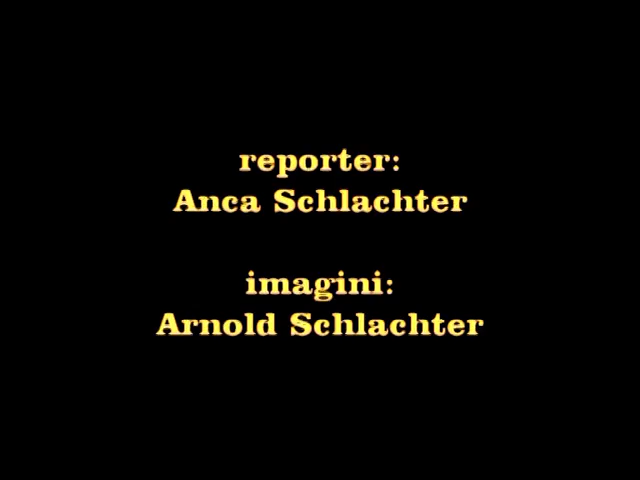 reporter:
Anca Schlachter
imagini:
Arnold Schlachter